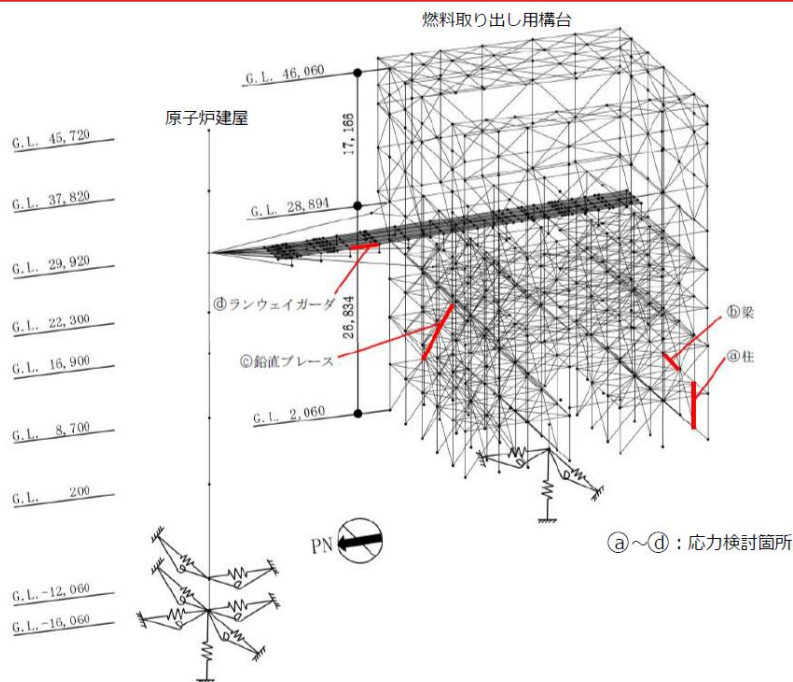 燃料取り出し用構台
G.L. 46,060
原子炉建屋
17,166
G.L. 45,720
G.L. 37,820
G.L. 28,894
G.L. 29,920
ⓓランウェイガーダ
26,834
G.L. 22,300
ⓑ梁
ⓒ鉛直ブレース
ⓐ柱
G.L. 16,900
G.L. 2,060
G.L. 8,700
G.L. 200
PN
ⓐ～ⓓ：応力検討箇所
G.L.-12,060
G.L.-16,060